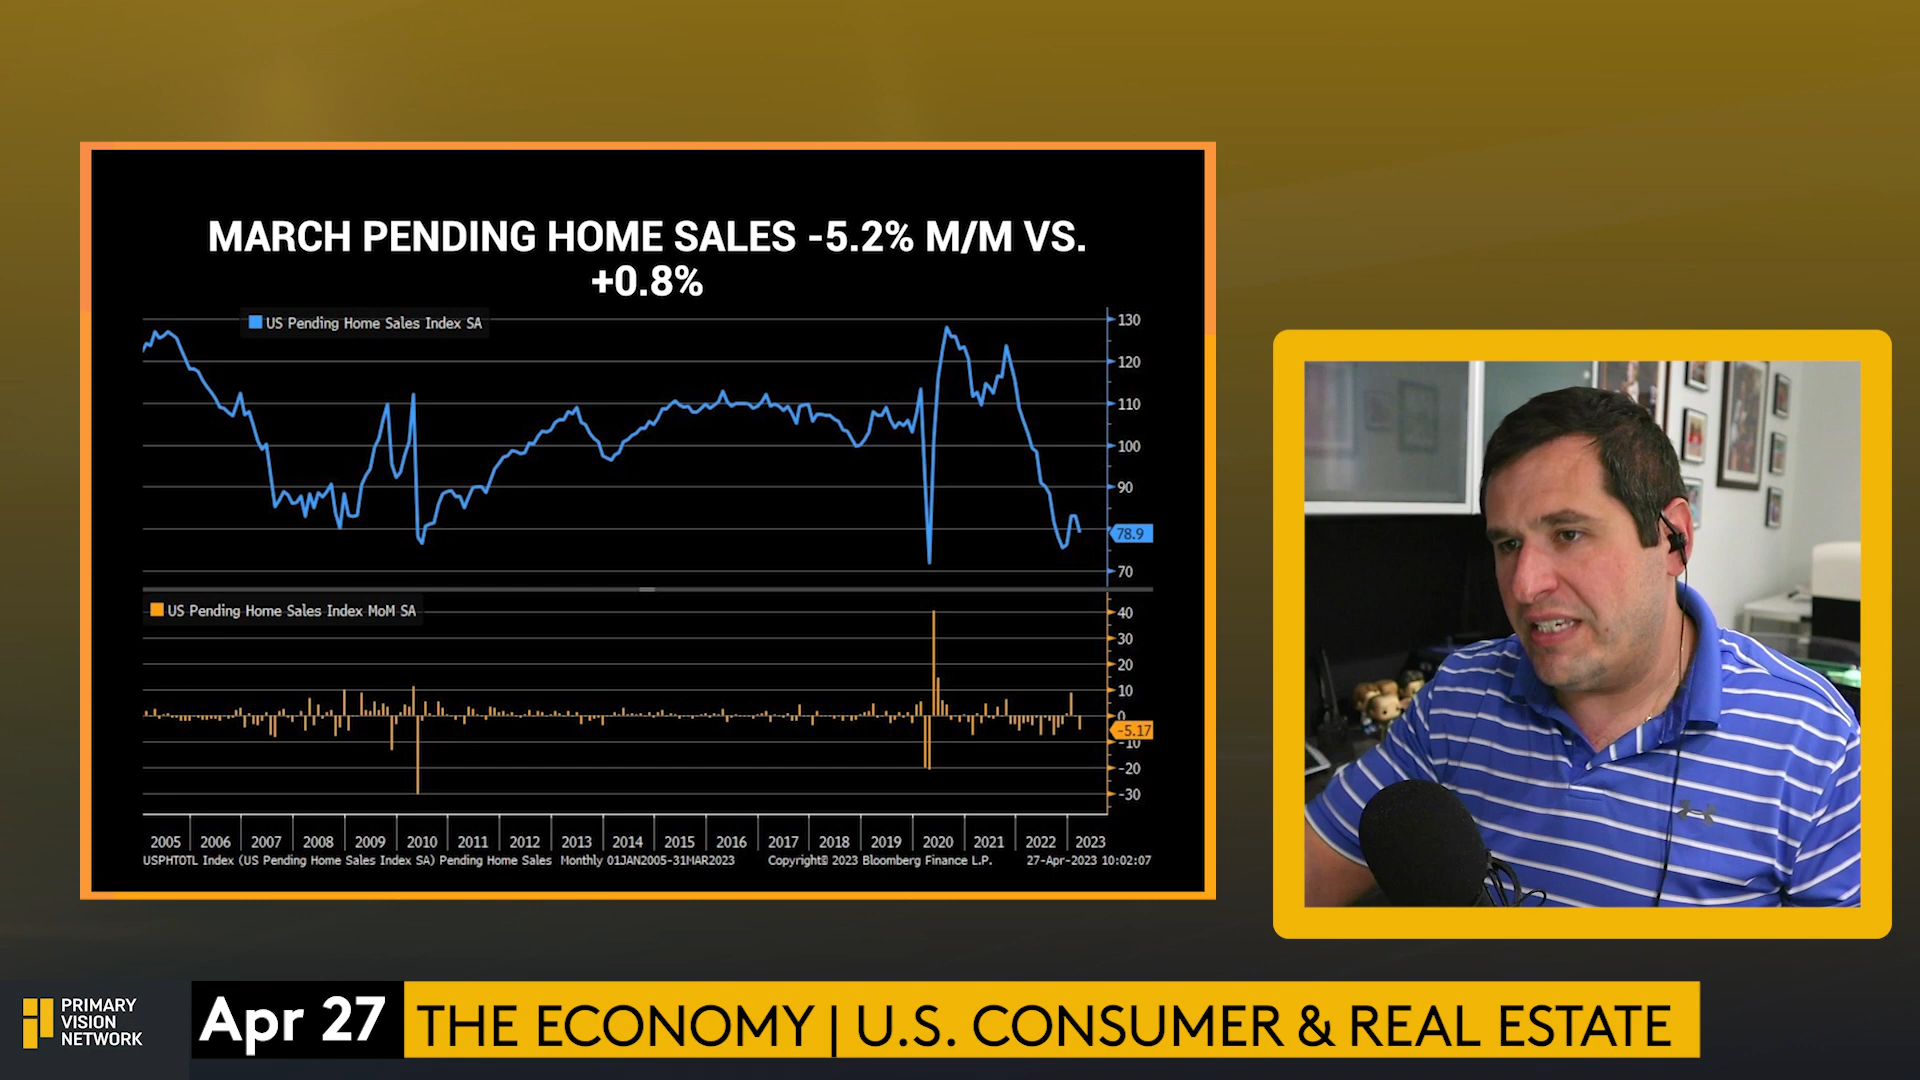 MARCH PENDING HOME SALES -5.2% M/M VS.
+0.8%
US Pending Home Sales Index SA
130
120
110
100
90
78.9
70
US Pending Home Sales Index MoM SA
40
30
20
10
0
-5.17
-10
-20
-30
2005 2006 2007 2008 2009 2010 2011 2012 2013 2014 2015 2016 2017 2018 2019 2020 2021 2022 2023
USPHTOTL Index (US Pending Home Sales Index SA) Pending Home Sales Monthly 01JAN2005-31MAR2023 Copyright© 2023 Bloomberg Finance L.P. 27-Apr-2023 10:02:07
PRIMARY
VISION
NETWORK
Apr 27
THE ECONOMY | U.S. CONSUMER & REAL ESTATE